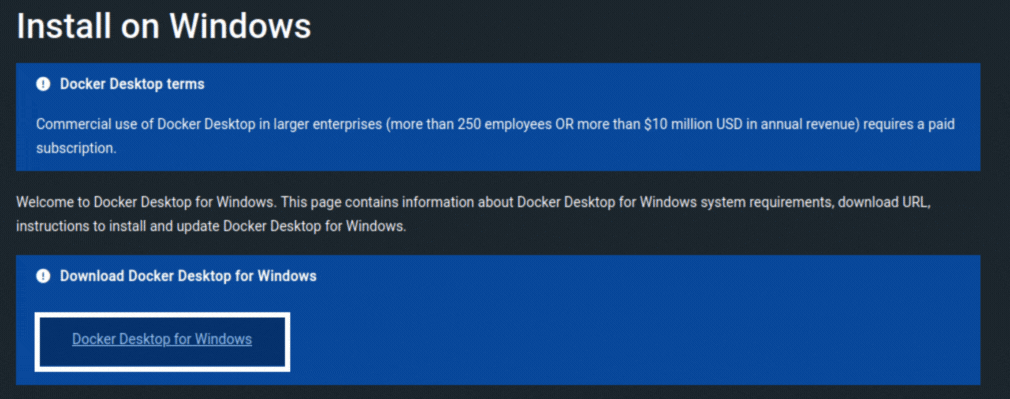 Install on Windows
Docker Desktop terms
Commercial use of Docker Desktop in larger enterprises (more than 250 employees OR more than $10 million USD in annual revenue) requires a paid
subscription.
Welcome to Docker Desktop for Windows. This page contains information about Docker Desktop for Windows system requirements, download URL,
instructions to install and update Docker Desktop for Windows.
Download Docker Desktop for Windows
Docker Desktop for Windows